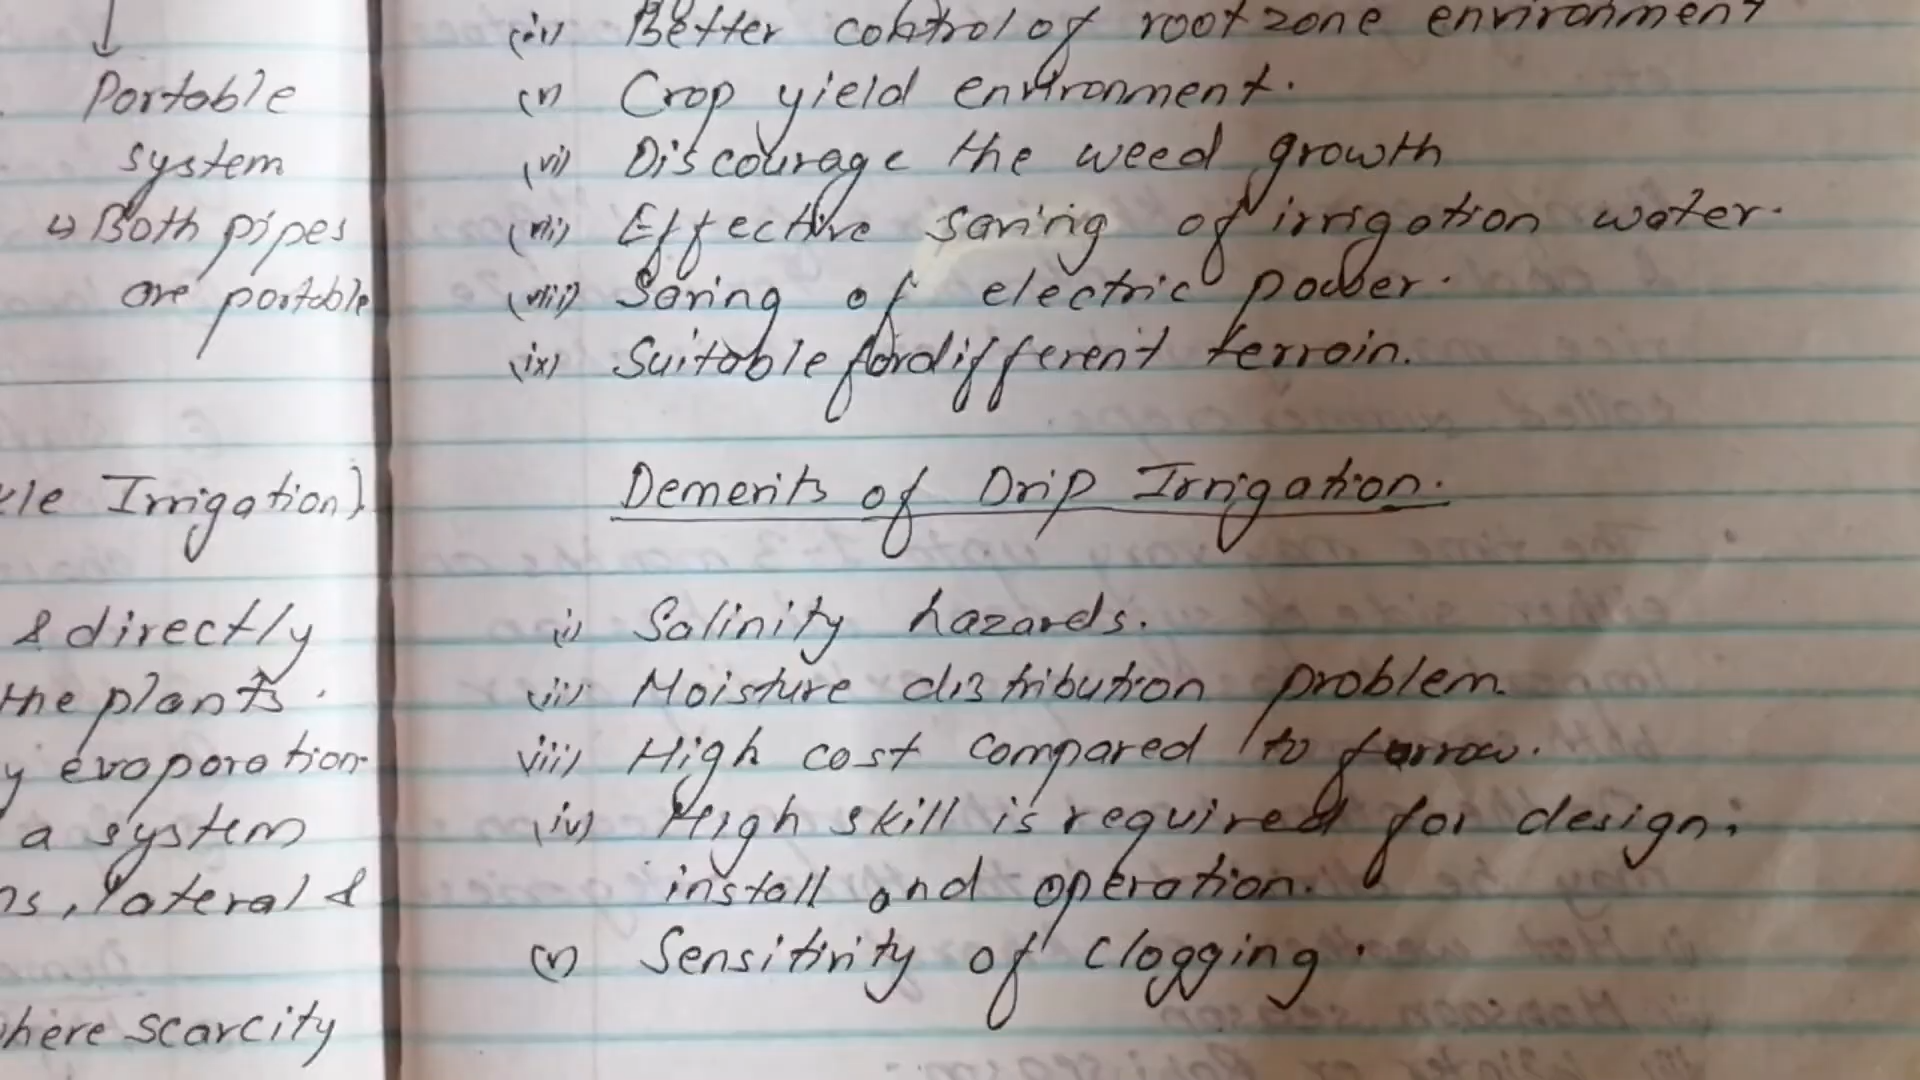 Portable
system
↳ Both pipes
are portable
cle Irrigation)
& directly
the plants.
y evaporation
a system
ns, lateral &
where scarcity
(iv) Better control of root zone environment
(v) Crop yield environment.
(vi) Discourage the weed growth
(vii) Effective saving of irrigation water.
(viii) Saving of electric power.
(ix) Suitable for different terrain.
Demerits of Drip Irrigation.
(i) Salinity hazards.
(ii) Moisture distribution problem.
(iii) High cost compared to furrow.
(iv) High skill is required for design,
install and operation.
(v) Sensitivity of clogging.